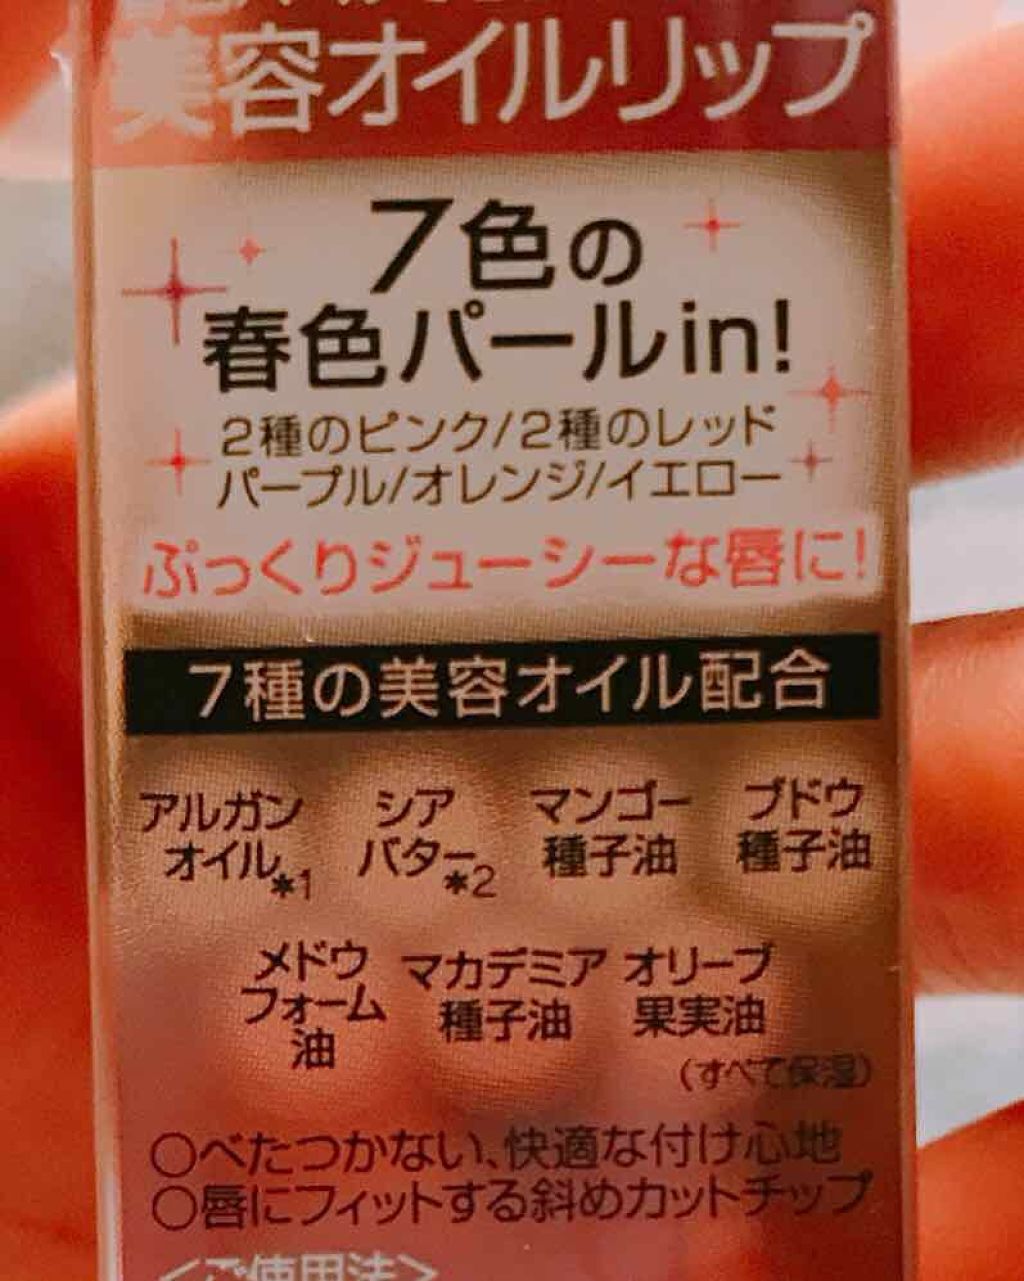 美容オイルリップ
7色の
春色パールin!
2種のピンク/2種のレッド
パープル/オレンジ/イエロー
ぷっくりジューシーな唇に!
7種の美容オイル配合
アルガン
オイル*1
シア
バター*2
マンゴー
種子油
ブドウ
種子油
メドウ
フォーム
油
マカデミア
種子油
オリーブ
果実油
(すべて保湿)
○べたつかない、快適な付け心地
○唇にフィットする斜めカットチップ
<ご使用法>